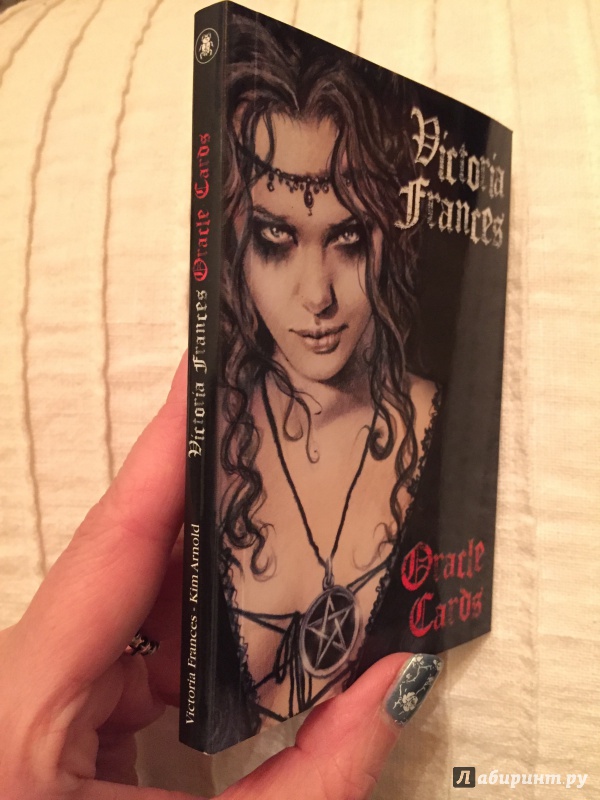 Victoria
Frances
Oracle
Cards
Victoria Frances Oracle Cards
Victoria Frances - Kim Arnold
Лабиринт.ру